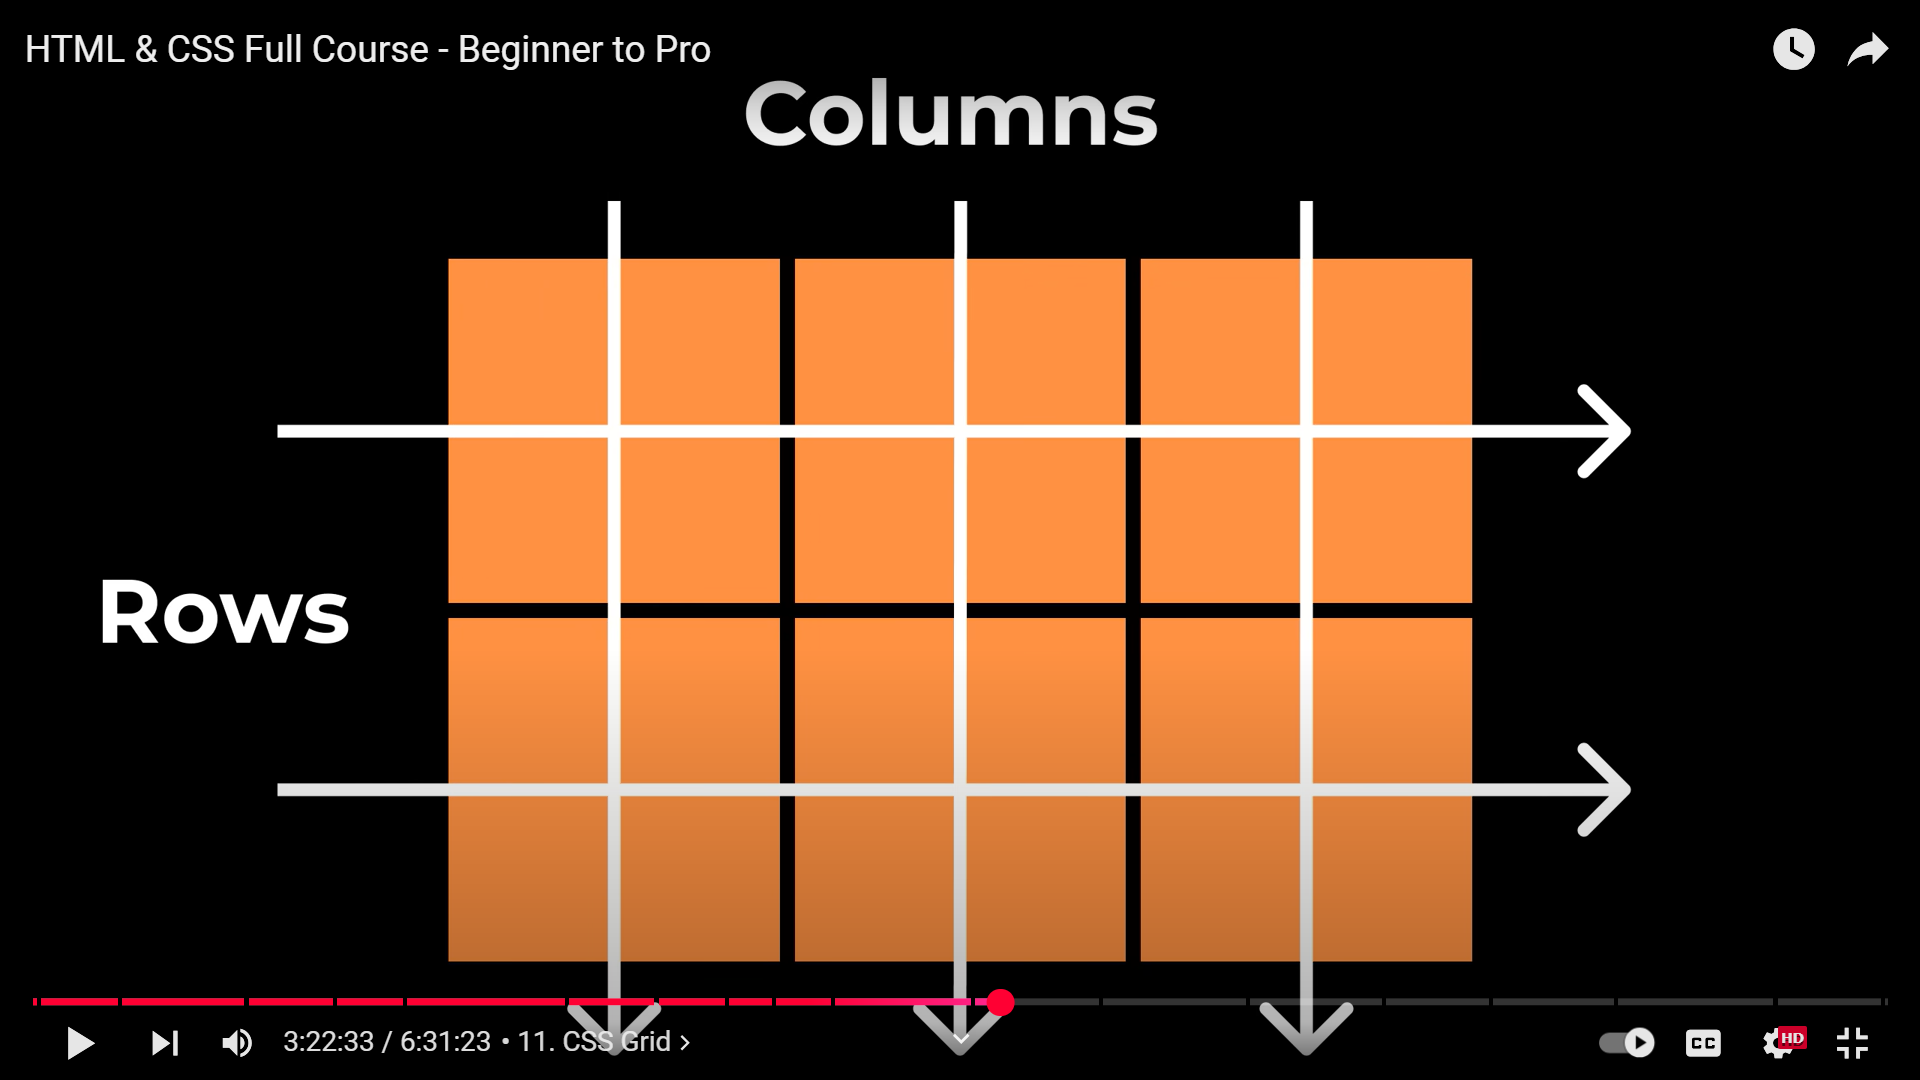 HTML & CSS Full Course - Beginner to Pro
Columns
Rows
3:22:33 / 6:31:23 • 11. CSS Grid
CC
HD